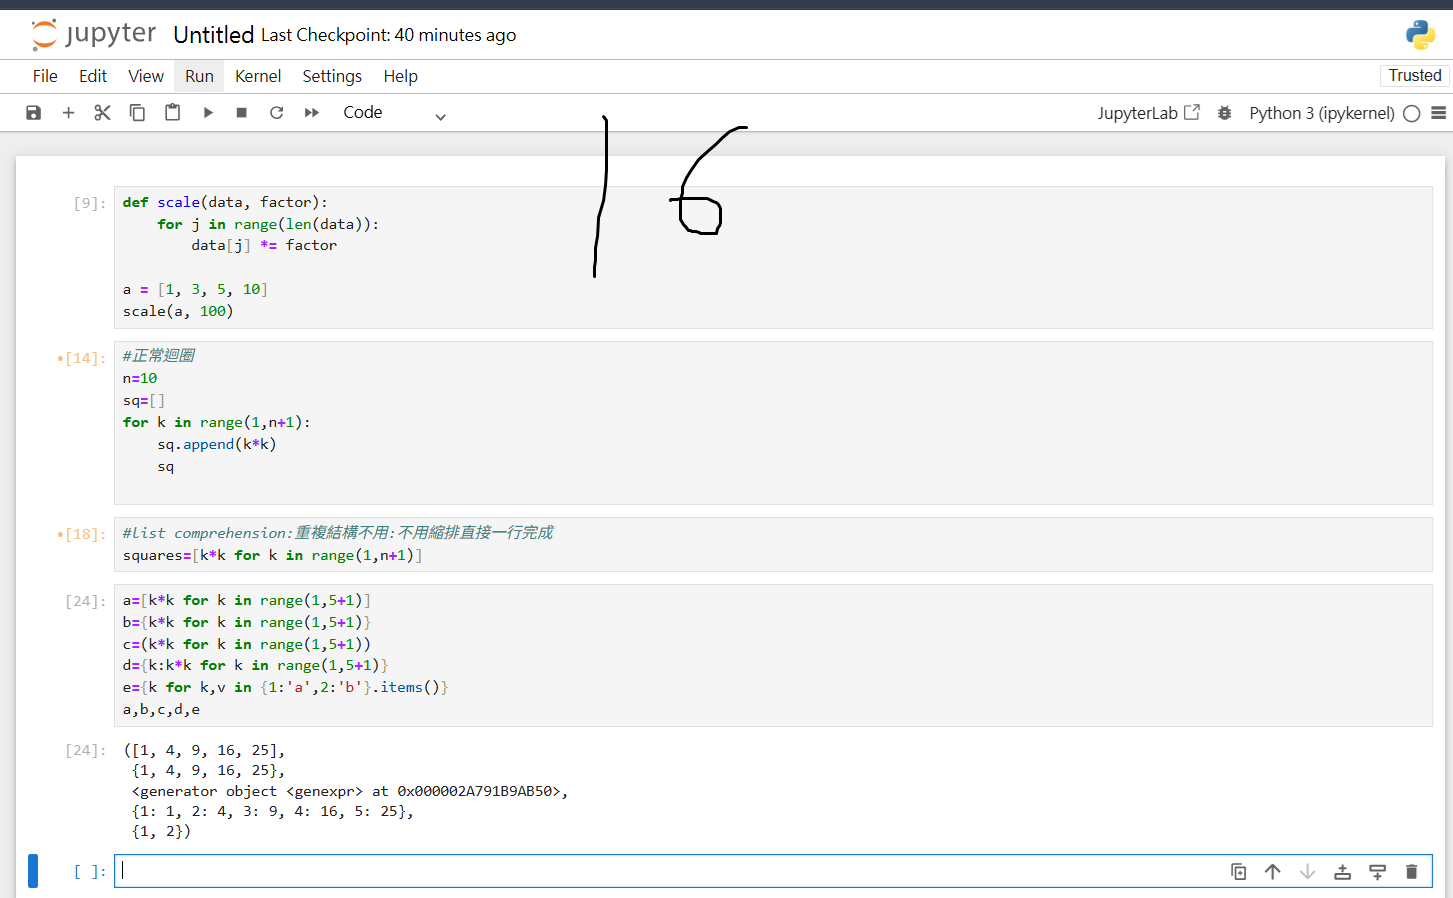 jupyter Untitled Last Checkpoint: 40 minutes ago
File Edit View Run Kernel Settings Help Trusted
Code JupyterLab Python 3 (ipykernel)
16
[9]: def scale(data, factor):
    for j in range(len(data)):
        data[j] *= factor
a = [1, 3, 5, 10]
scale(a, 100)
•[14]: #正常迴圈
n=10
sq=[]
for k in range(1,n+1):
    sq.append(k*k)
    sq
•[18]: #list comprehension:重複結構不用:不用縮排直接一行完成
squares=[k*k for k in range(1,n+1)]
[24]: a=[k*k for k in range(1,5+1)]
b={k*k for k in range(1,5+1)}
c=(k*k for k in range(1,5+1))
d={k:k*k for k in range(1,5+1)}
e={k for k,v in {1:'a',2:'b'}.items()}
a,b,c,d,e
[24]: ([1, 4, 9, 16, 25],
 {1, 4, 9, 16, 25},
 <generator object <genexpr> at 0x000002A791B9AB50>,
 {1: 1, 2: 4, 3: 9, 4: 16, 5: 25},
 {1, 2})
[ ]: